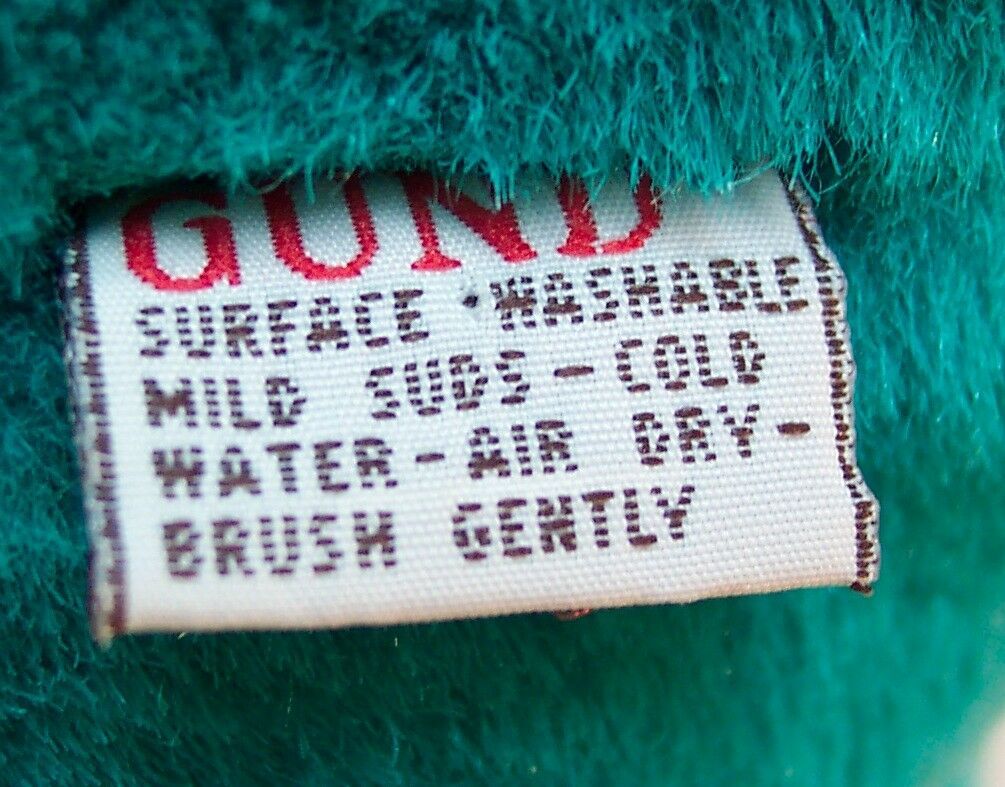 GUND
SURFACE WASHABLE
MILD SUDS-COLD
WATER-AIR DRY-
BRUSH GENTLY